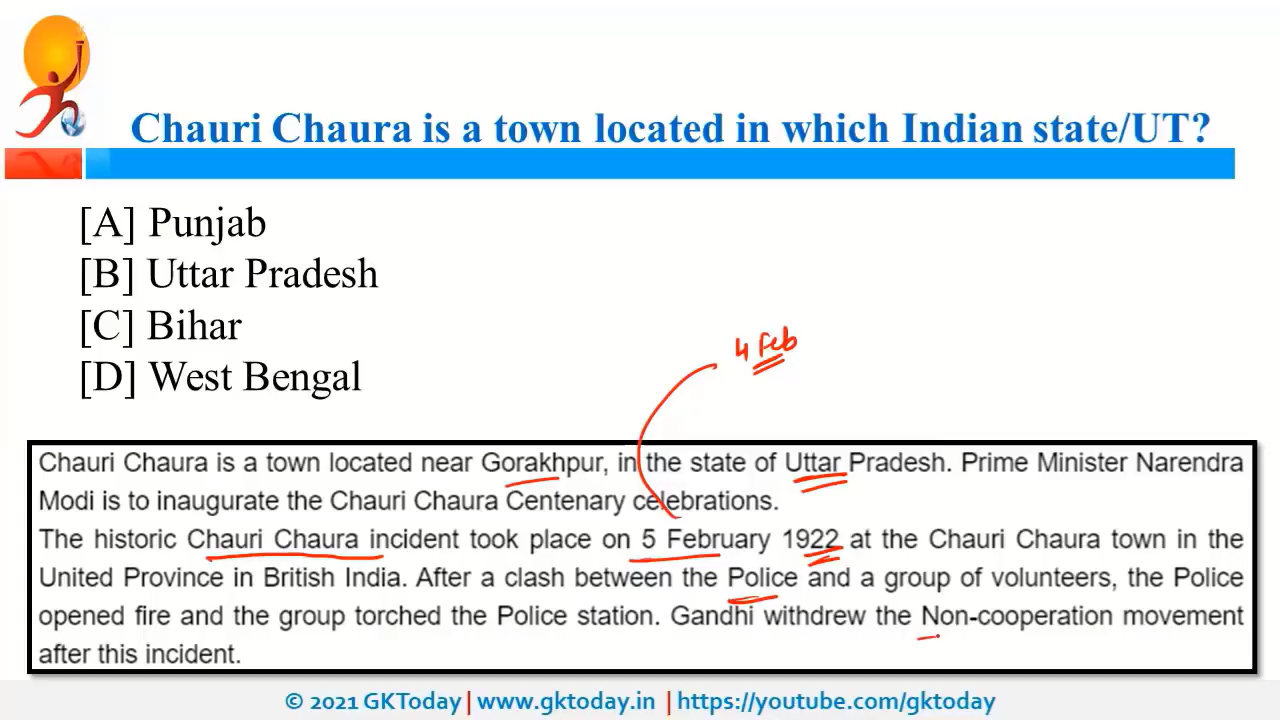 Chauri Chaura is a town located in which Indian state/UT?
[A] Punjab
[B] Uttar Pradesh
[C] Bihar
[D] West Bengal
4 Feb
Chauri Chaura is a town located near Gorakhpur, in the state of Uttar Pradesh. Prime Minister Narendra
Modi is to inaugurate the Chauri Chaura Centenary celebrations.
The historic Chauri Chaura incident took place on 5 February 1922 at the Chauri Chaura town in the
United Province in British India. After a clash between the Police and a group of volunteers, the Police
opened fire and the group torched the Police station. Gandhi withdrew the Non-cooperation movement
after this incident.
© 2021 GKToday | www.gktoday.in | https://youtube.com/gktoday